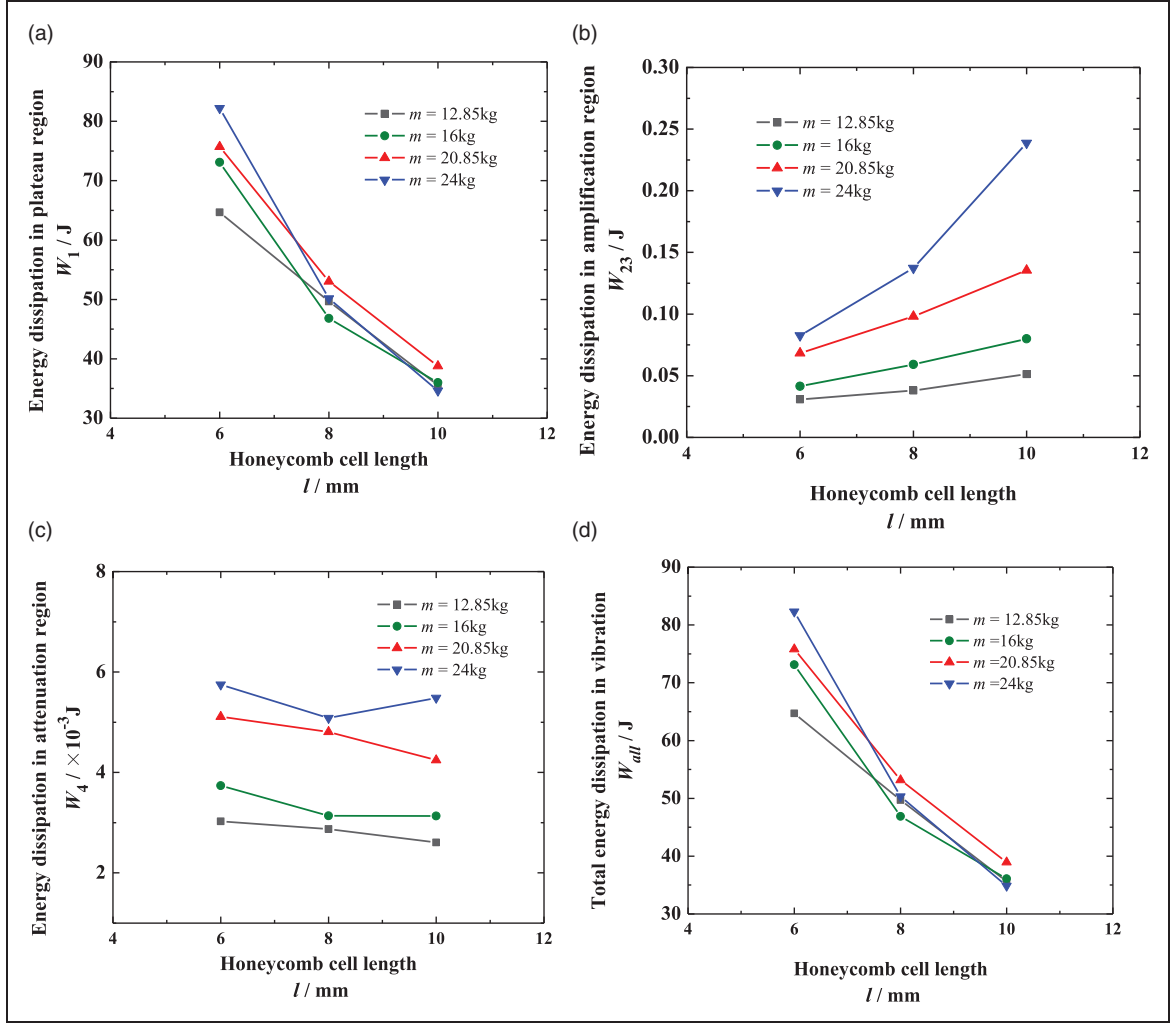 (a)
90
80
70
60
50
40
30
4
6
8
10
12
Energy dissipation in plateau region
W1 / J
Honeycomb cell length
l / mm
m = 12.85kg
m = 16kg
m = 20.85kg
m = 24kg
(b)
0.30
0.25
0.20
0.15
0.10
0.05
0.00
4
6
8
10
12
Energy dissipation in amplification region
W23 / J
Honeycomb cell length
l / mm
m = 12.85kg
m = 16kg
m = 20.85kg
m = 24kg
(c)
8
6
4
2
4
6
8
10
12
Energy dissipation in attenuation region
W4 / ×10-3J
Honeycomb cell length
l / mm
m = 12.85kg
m = 16kg
m = 20.85kg
m = 24kg
(d)
90
80
70
60
50
40
30
4
6
8
10
12
Total energy dissipation in vibration
Wall / J
Honeycomb cell length
l / mm
m = 12.85kg
m =16kg
m =20.85kg
m =24kg